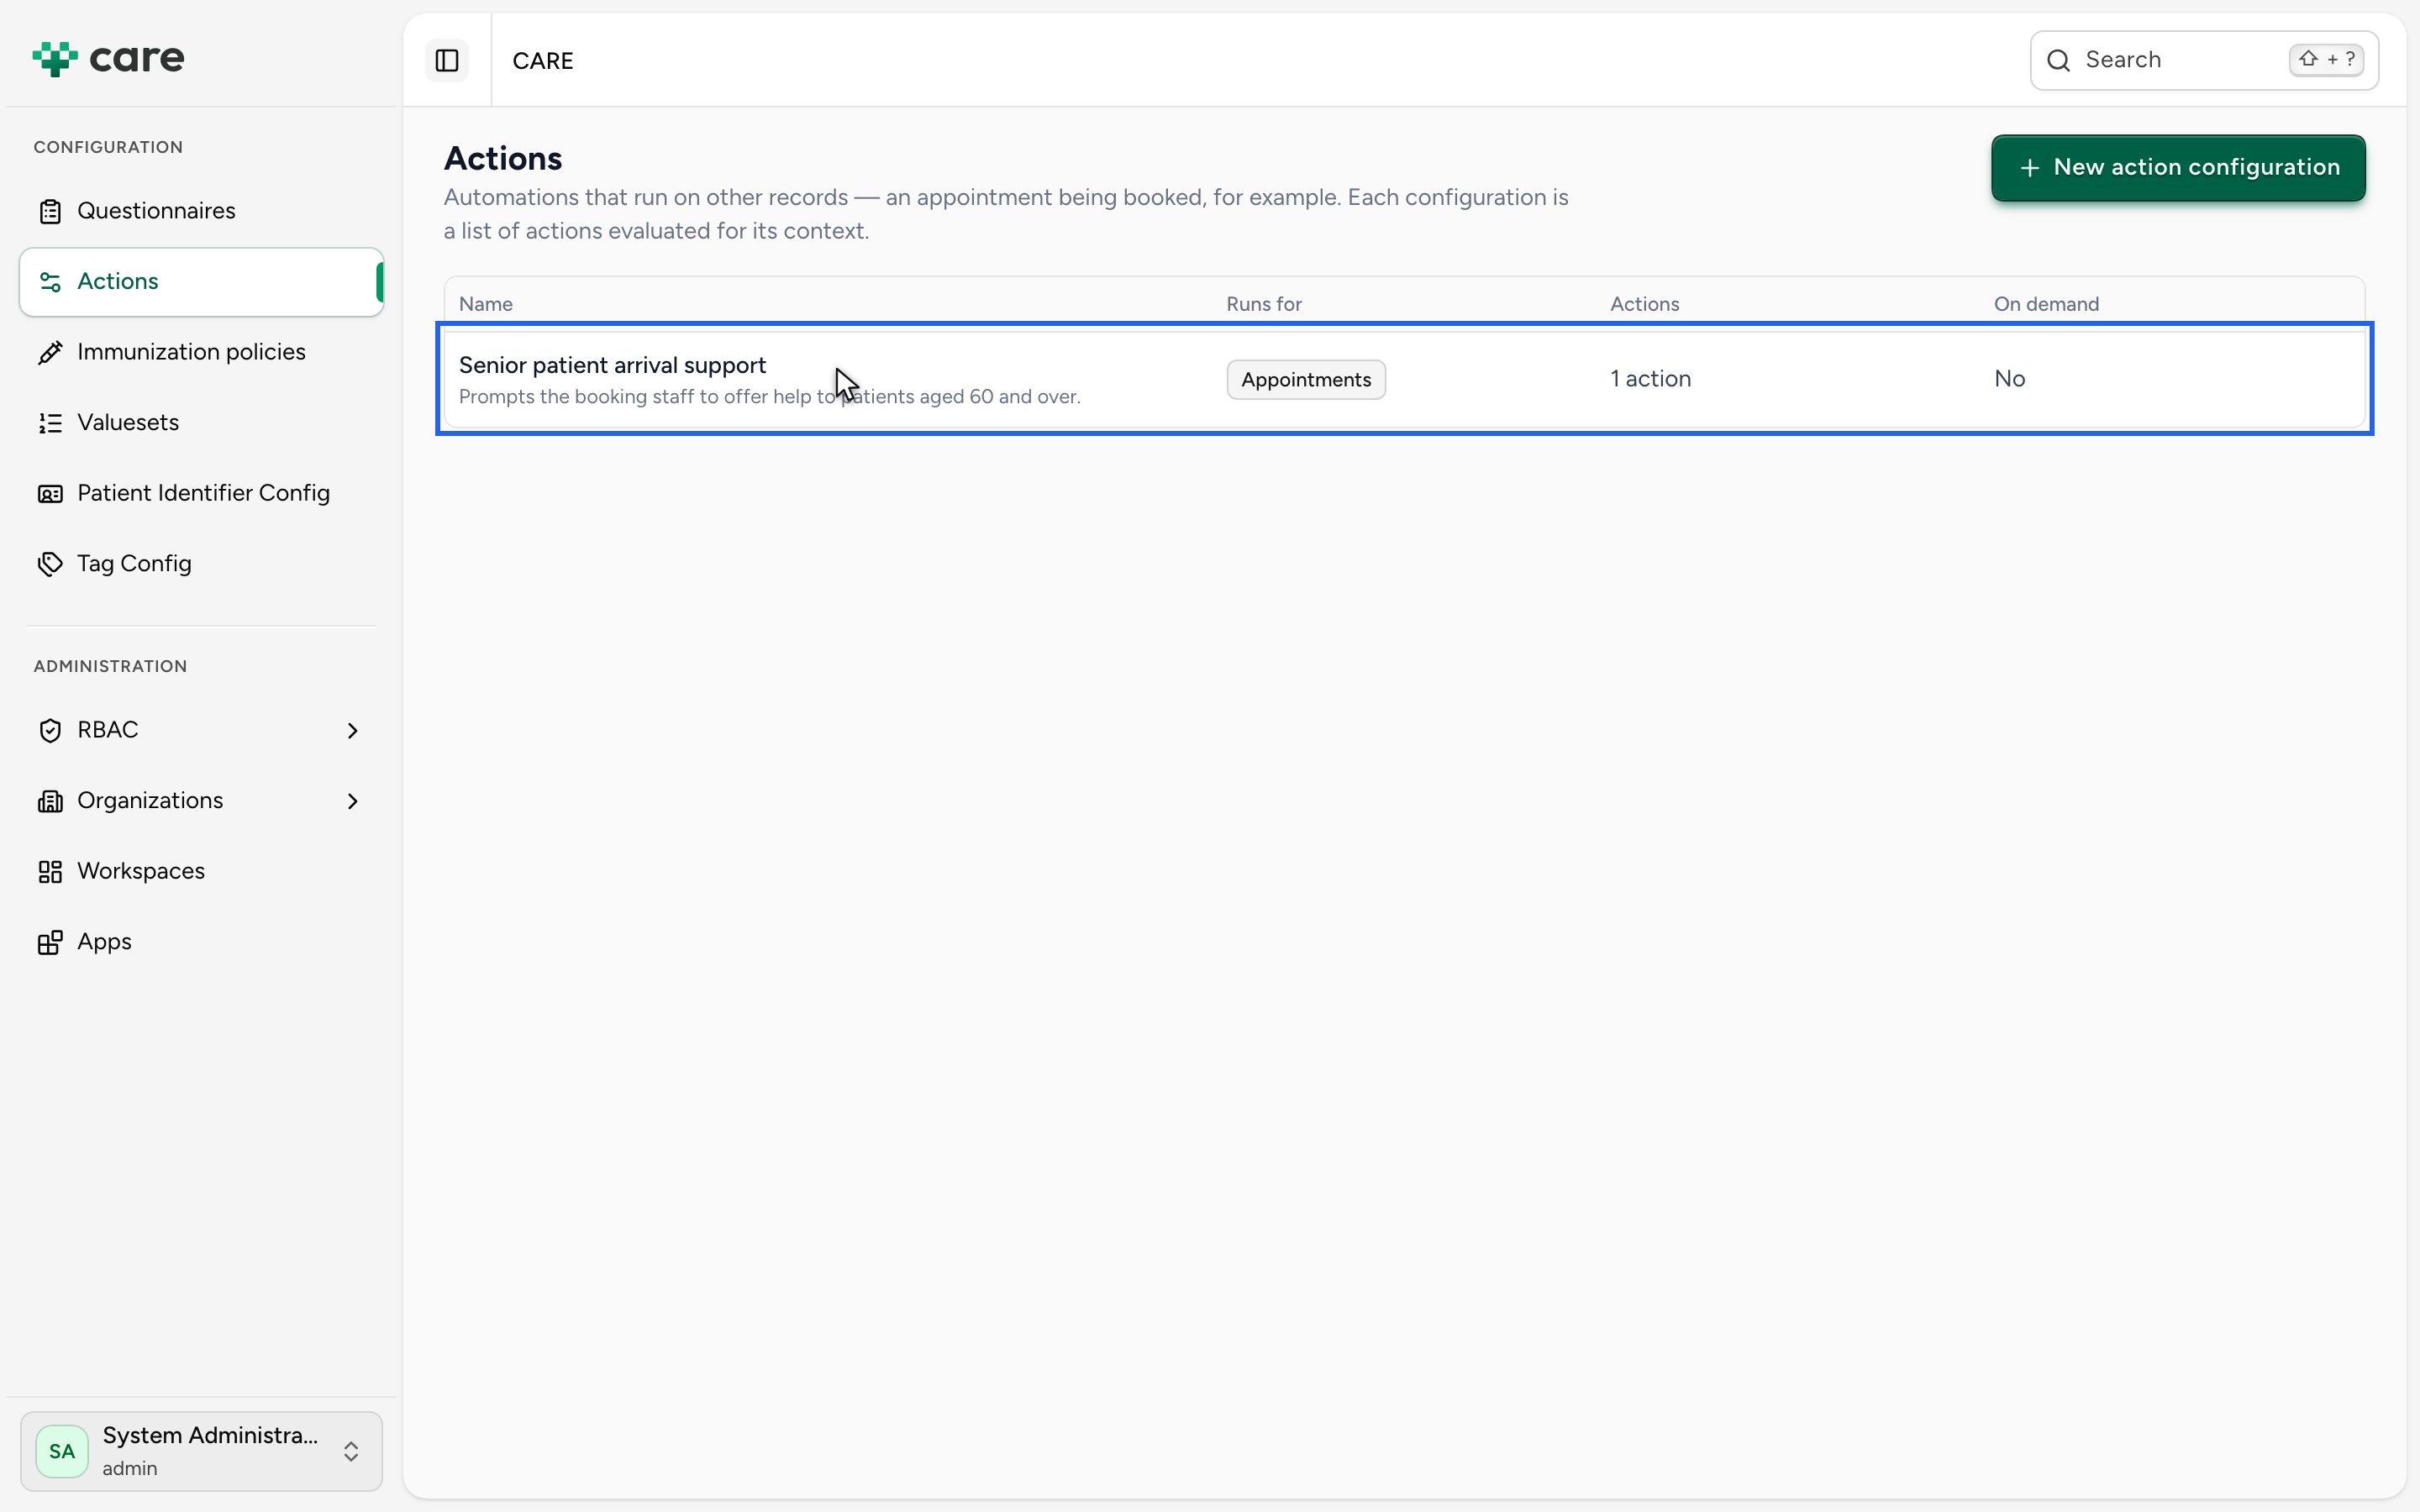 care
CONFIGURATION
Questionnaires
Actions
Immunization policies
Valuesets
Patient Identifier Config
Tag Config
ADMINISTRATION
RBAC
Organizations
Workspaces
Apps
SA
System Administra...
admin
CARE
Search
⇧ + ?
Actions
Automations that run on other records — an appointment being booked, for example. Each configuration is
a list of actions evaluated for its context.
+ New action configuration
Name Runs for Actions On demand
Senior patient arrival support
Prompts the booking staff to offer help to patients aged 60 and over.
Appointments
1 action
No